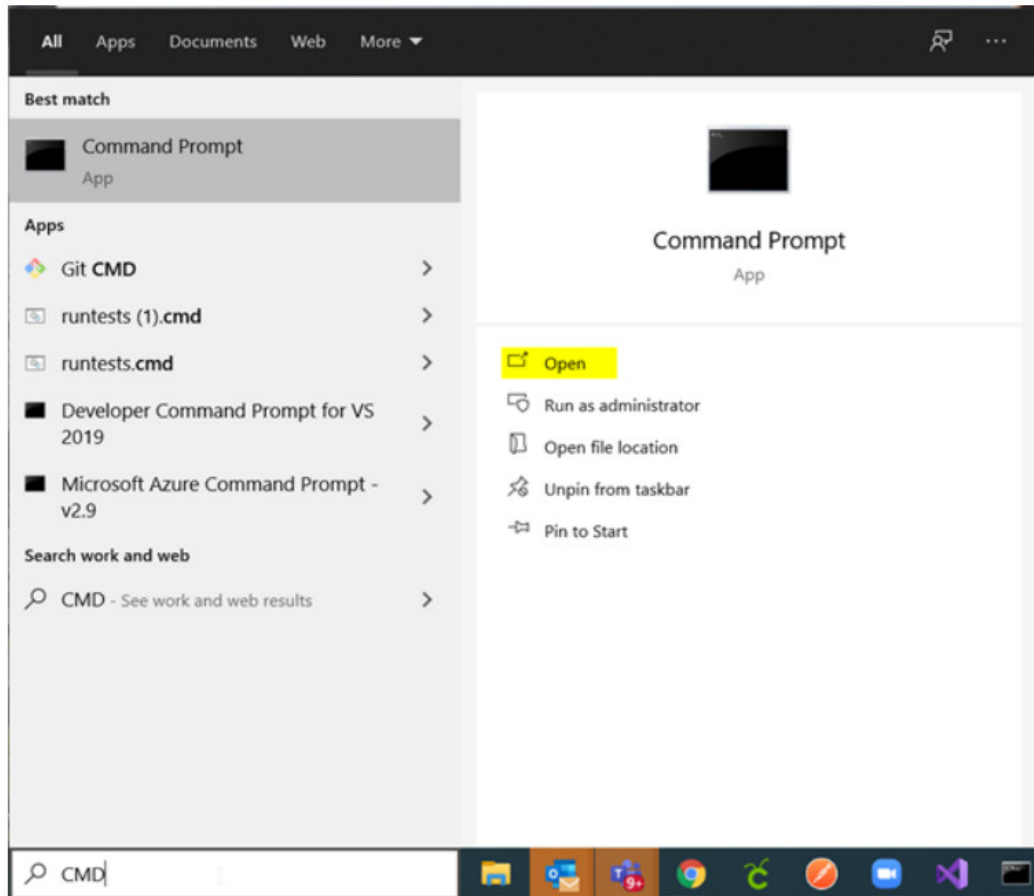 All Apps Documents Web More
Best match
Command Prompt
App
Apps
Git CMD
runtests (1).cmd
runtests.cmd
Developer Command Prompt for VS
2019
Microsoft Azure Command Prompt -
v2.9
Search work and web
CMD - See work and web results
Command Prompt
App
Open
Run as administrator
Open file location
Unpin from taskbar
Pin to Start
CMD
9+